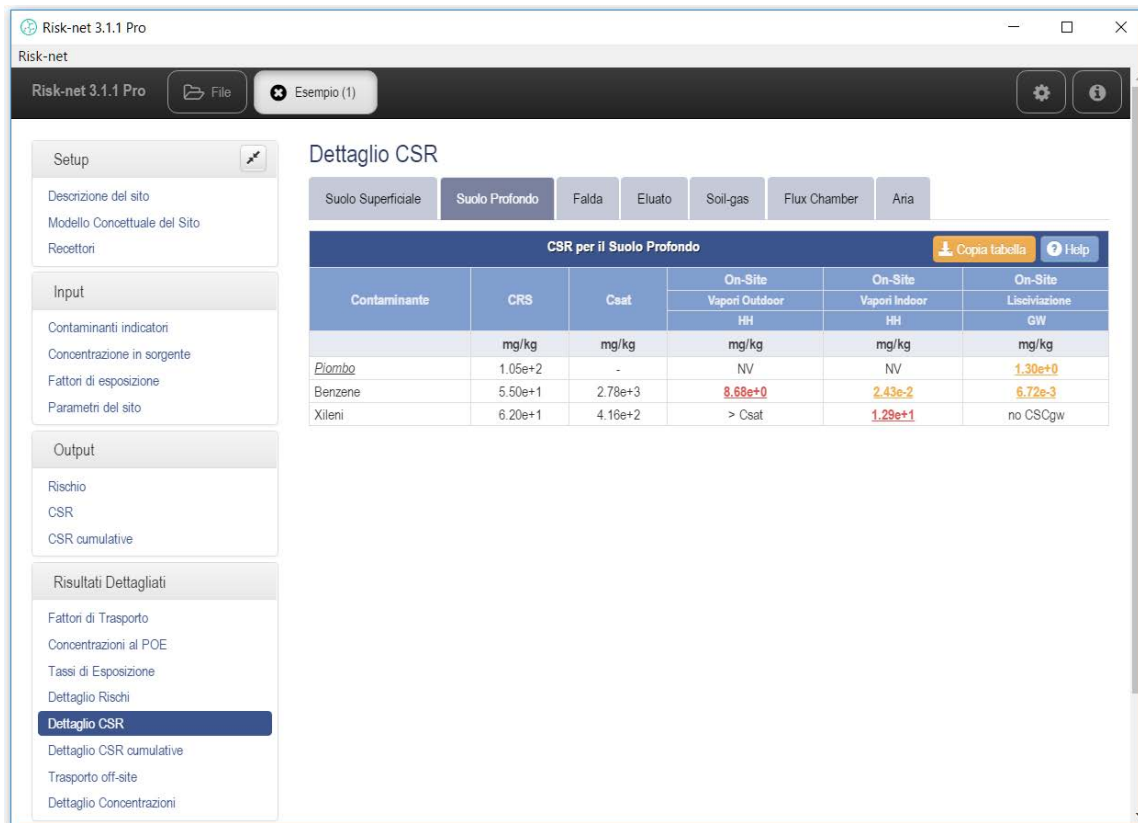 Risk-net 3.1.1 Pro
Risk-net
Risk-net 3.1.1 Pro File Esempio (1)
Setup
Descrizione del sito
Modello Concettuale del Sito
Recettori
Input
Contaminanti indicatori
Concentrazione in sorgente
Fattori di esposizione
Parametri del sito
Output
Rischio
CSR
CSR cumulative
Risultati Dettagliati
Fattori di Trasporto
Concentrazioni al POE
Tassi di Esposizione
Dettaglio Rischi
Dettaglio CSR
Dettaglio CSR cumulative
Trasporto off-site
Dettaglio Concentrazioni
Dettaglio CSR
Suolo Superficiale Suolo Profondo Falda Eluato Soil-gas Flux Chamber Aria
CSR per il Suolo Profondo Copia tabella Help
On-Site On-Site On-Site
Contaminante CRS Csat Vapori Outdoor Vapori Indoor Lisciviazione
HH HH GW
mg/kg mg/kg mg/kg mg/kg mg/kg
Piombo 1.05e+2 - NV NV 1.30e+0
Benzene 5.50e+1 2.78e+3 8.68e+0 2.43e-2 6.72e-3
Xileni 6.20e+1 4.16e+2 > Csat 1.29e+1 no CSCgw